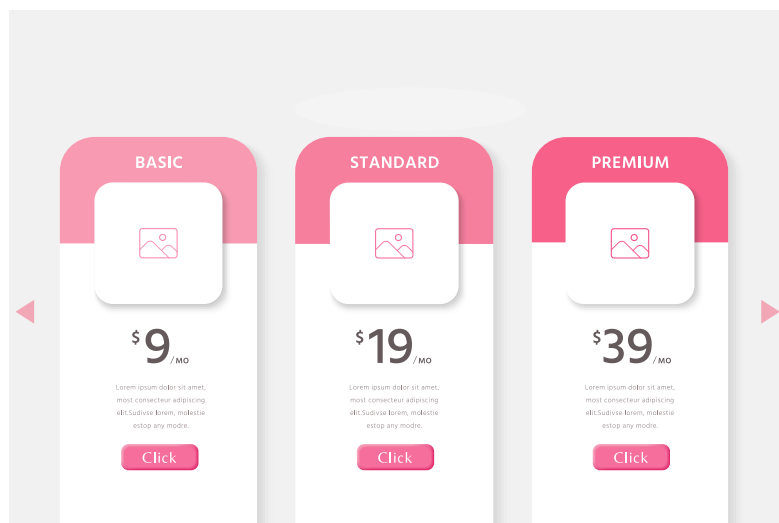 BASIC
$9/MO
Lorem ipsum dolor sit amet,
most consecteur adipiscing
elit.Sudivse lorem, molestie
estop any modre.
Click
STANDARD
$19/MO
Lorem ipsum dolor sit amet,
most consecteur adipiscing
elit.Sudivse lorem, molestie
estop any modre.
Click
PREMIUM
$39/MO
Lorem ipsum dolor sit amet,
most consecteur adipiscing
elit.Sudivse lorem, molestie
estop any modre.
Click